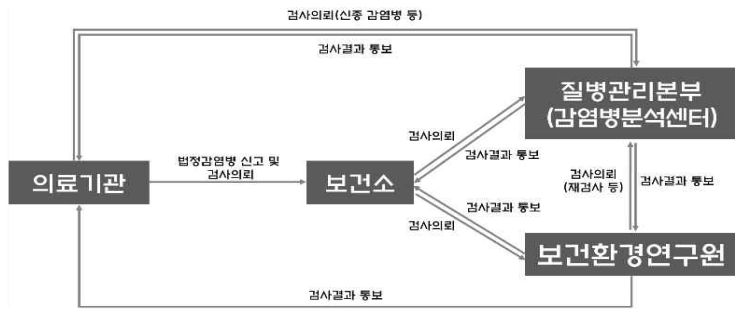 검사의뢰(신종 감염병 등)
검사결과 통보
질병관리본부
(감염병분석센터)
검사의뢰
검사결과 통보
법정감염병 신고 및
검사의뢰
의료기관
보건소
검사의뢰
(재검사 등)
검사결과 통보
검사결과 통보
검사의뢰
보건환경연구원
검사결과 통보